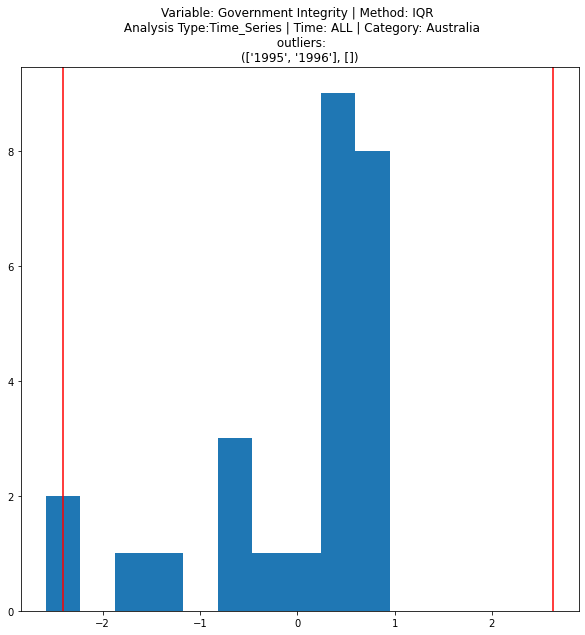 Variable: Government Integrity | Method: IQR
Analysis Type:Time_Series | Time: ALL | Category: Australia
outliers:
(['1995', '1996'], [])
8
6
4
2
0
−2
−1
0
1
2